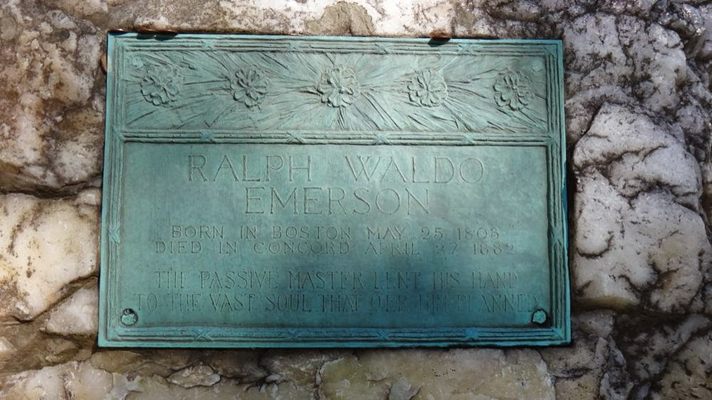 RALPH WALDO
EMERSON
BORN IN BOSTON MAY 25 1803
DIED IN CONCORD APRIL 27 1882
THE PASSIVE MASTER LENT HIS HAND
TO THE VAST SOUL THAT O'ER HIM PLANNED